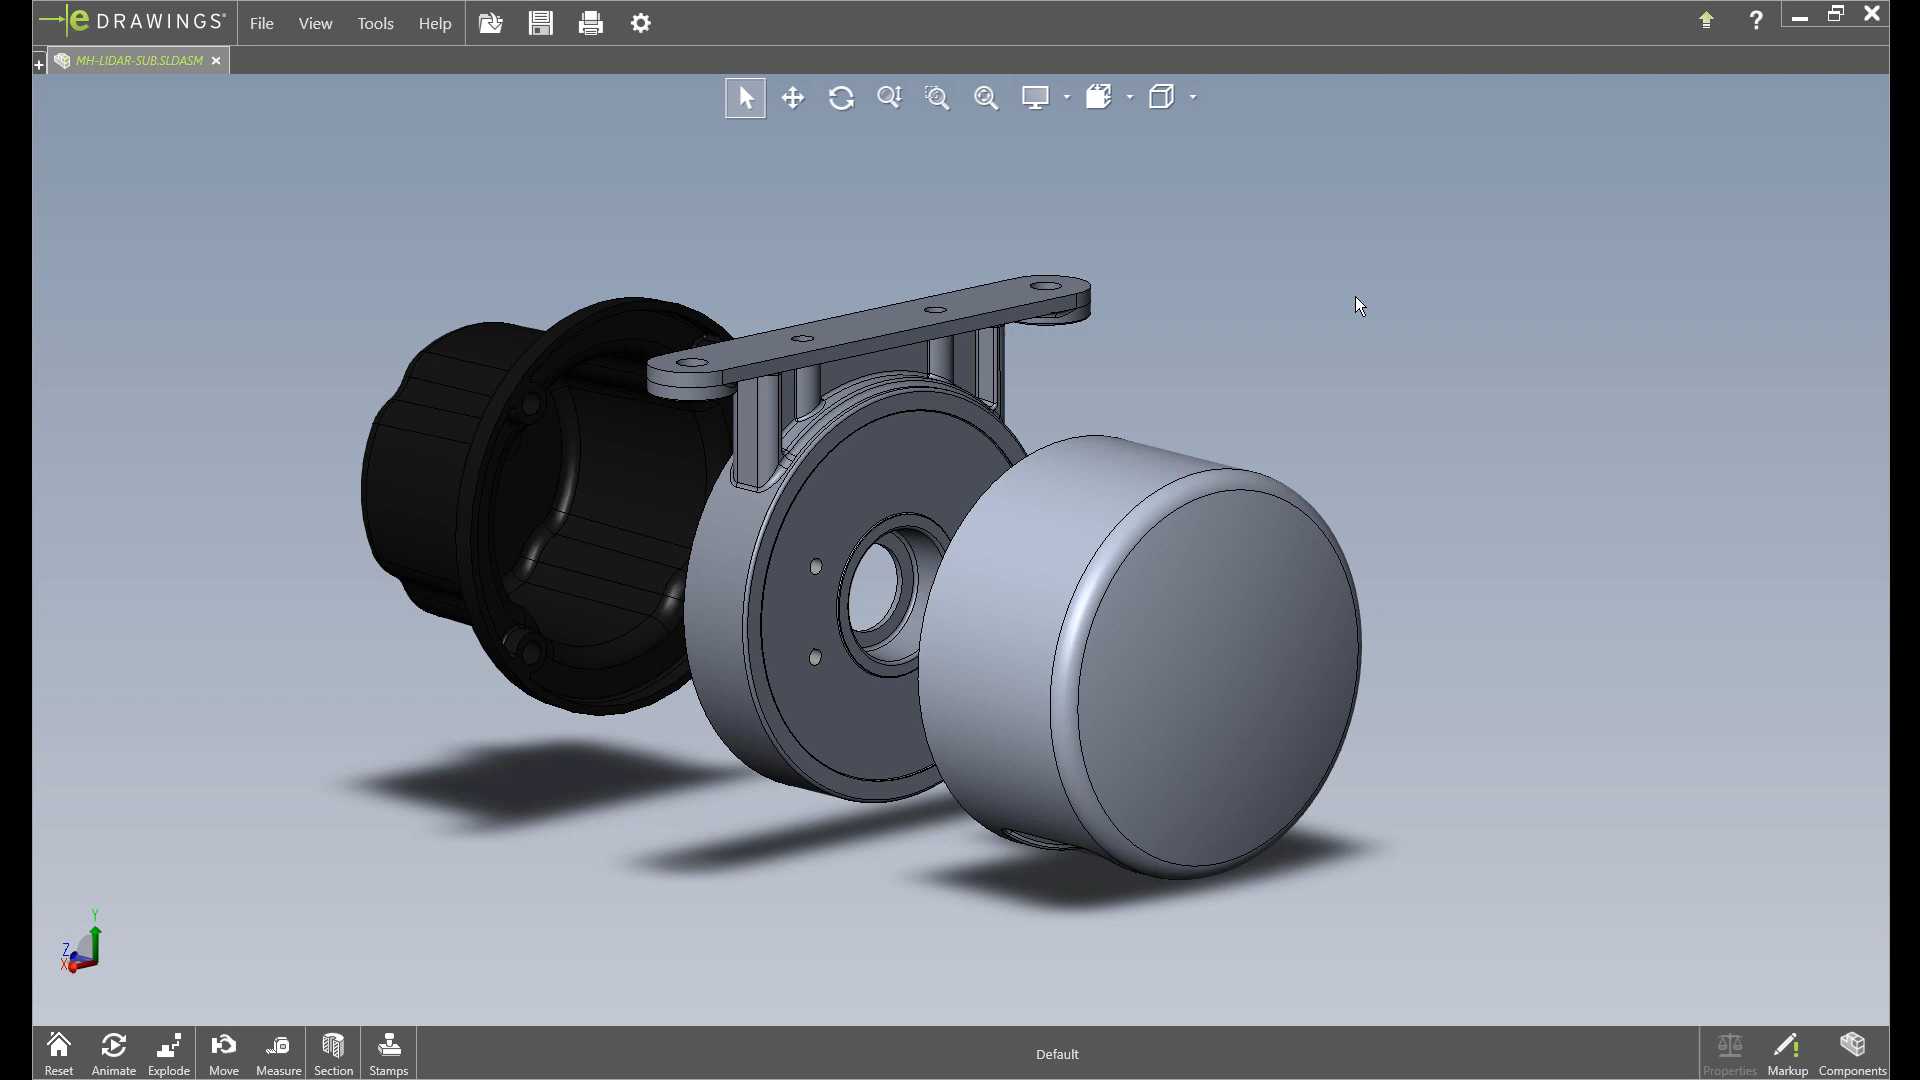 eDRAWINGS®
File View Tools Help
?
+ MH-LIDAR-SUB.SLDASM ×
Y
Z
X
Reset Animate Explode Move Measure Section Stamps Default Properties Markup Components